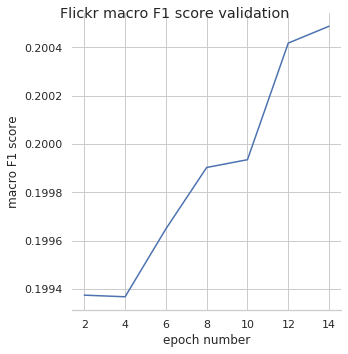 Flickr macro F1 score validation
macro F1 score
0.2004
0.2002
0.2000
0.1998
0.1996
0.1994
2 4 6 8 10 12 14
epoch number